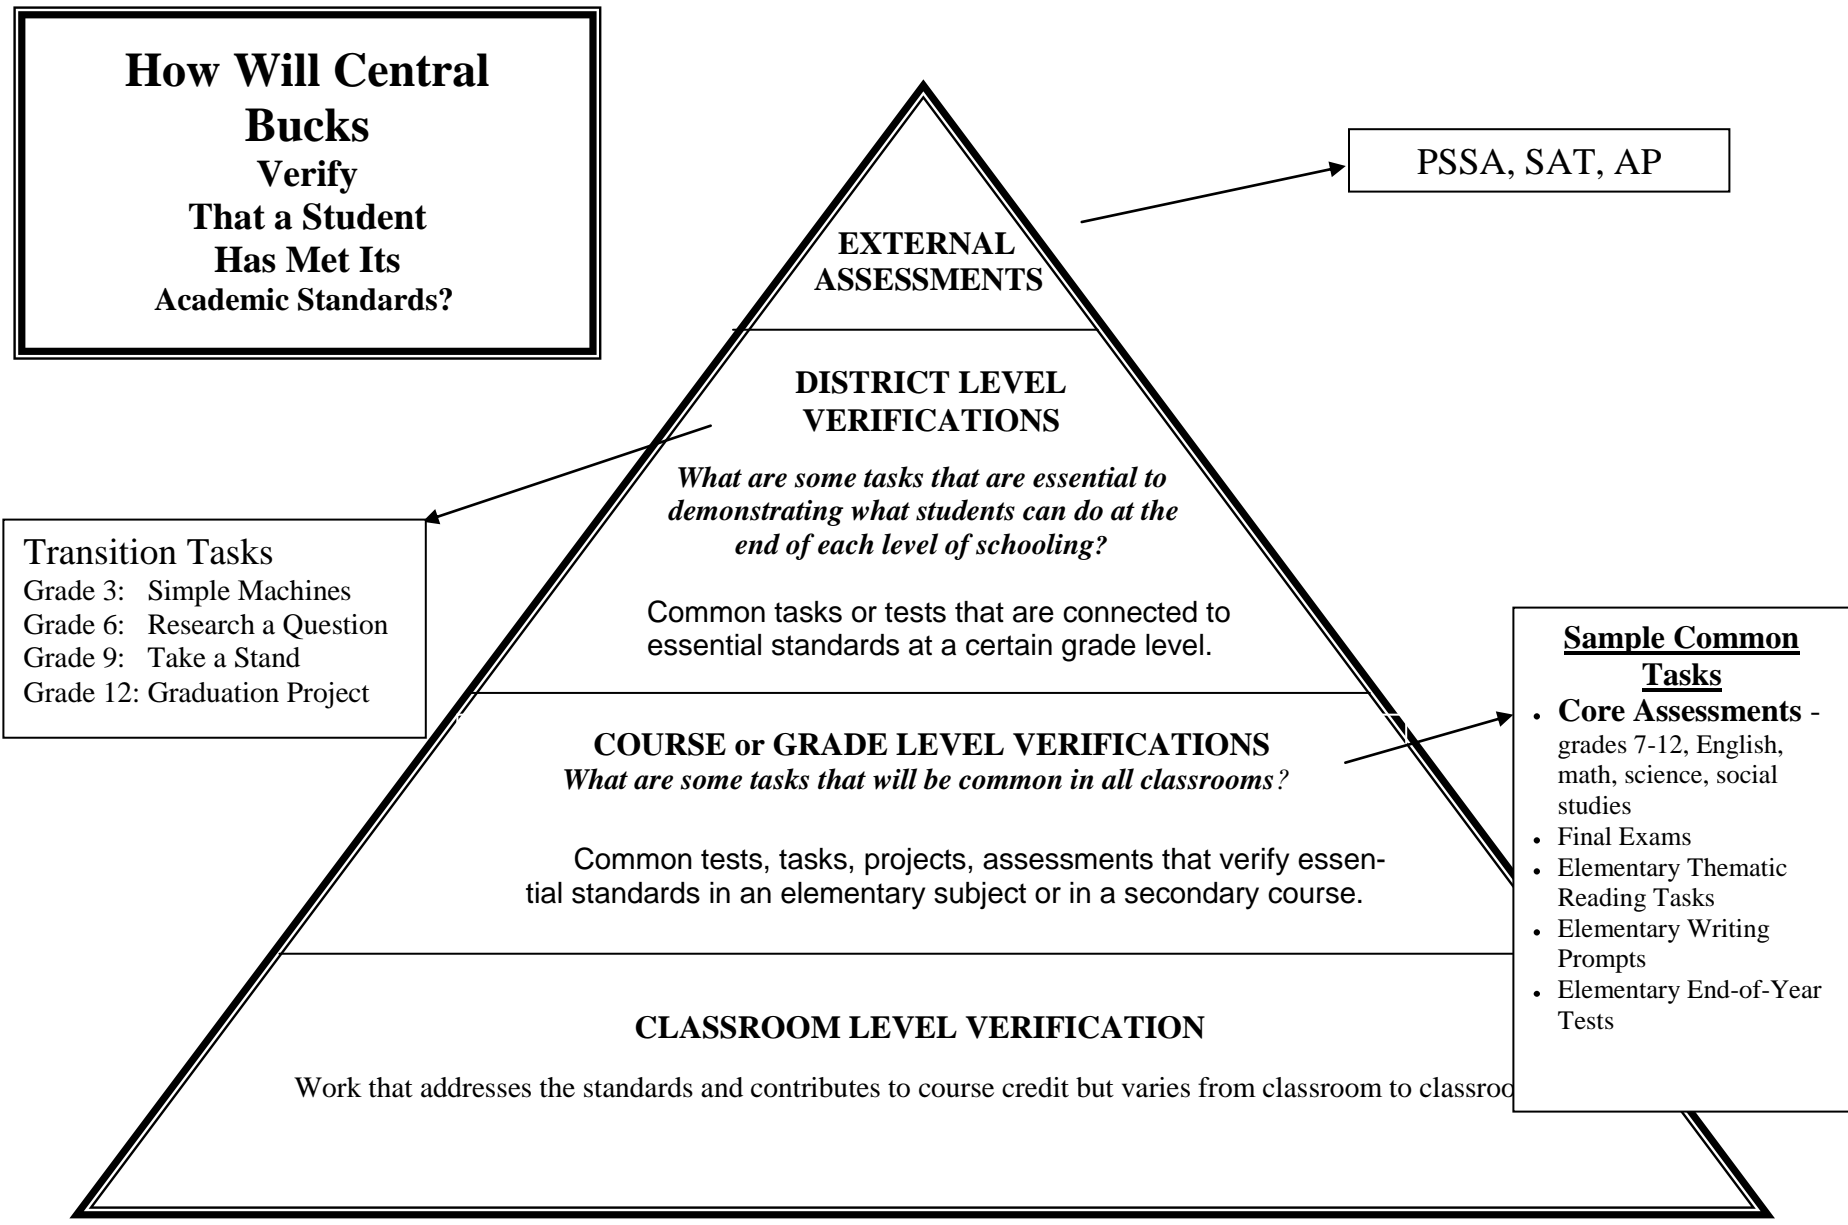 How Will Central
Bucks
Verify
That a Student
Has Met Its
Academic Standards?
PSSA, SAT, AP
EXTERNAL
ASSESSMENTS
DISTRICT LEVEL
VERIFICATIONS
What are some tasks that are essential to
demonstrating what students can do at the
end of each level of schooling?
Common tasks or tests that are connected to
essential standards at a certain grade level.
Transition Tasks
Grade 3: Simple Machines
Grade 6: Research a Question
Grade 9: Take a Stand
Grade 12: Graduation Project
COURSE or GRADE LEVEL VERIFICATIONS
What are some tasks that will be common in all classrooms?
Common tests, tasks, projects, assessments that verify essen-
tial standards in an elementary subject or in a secondary course.
Sample Common
Tasks
• Core Assessments -
grades 7-12, English,
math, science, social
studies
• Final Exams
• Elementary Thematic
Reading Tasks
• Elementary Writing
Prompts
• Elementary End-of-Year
Tests
CLASSROOM LEVEL VERIFICATION
Work that addresses the standards and contributes to course credit but varies from classroom to